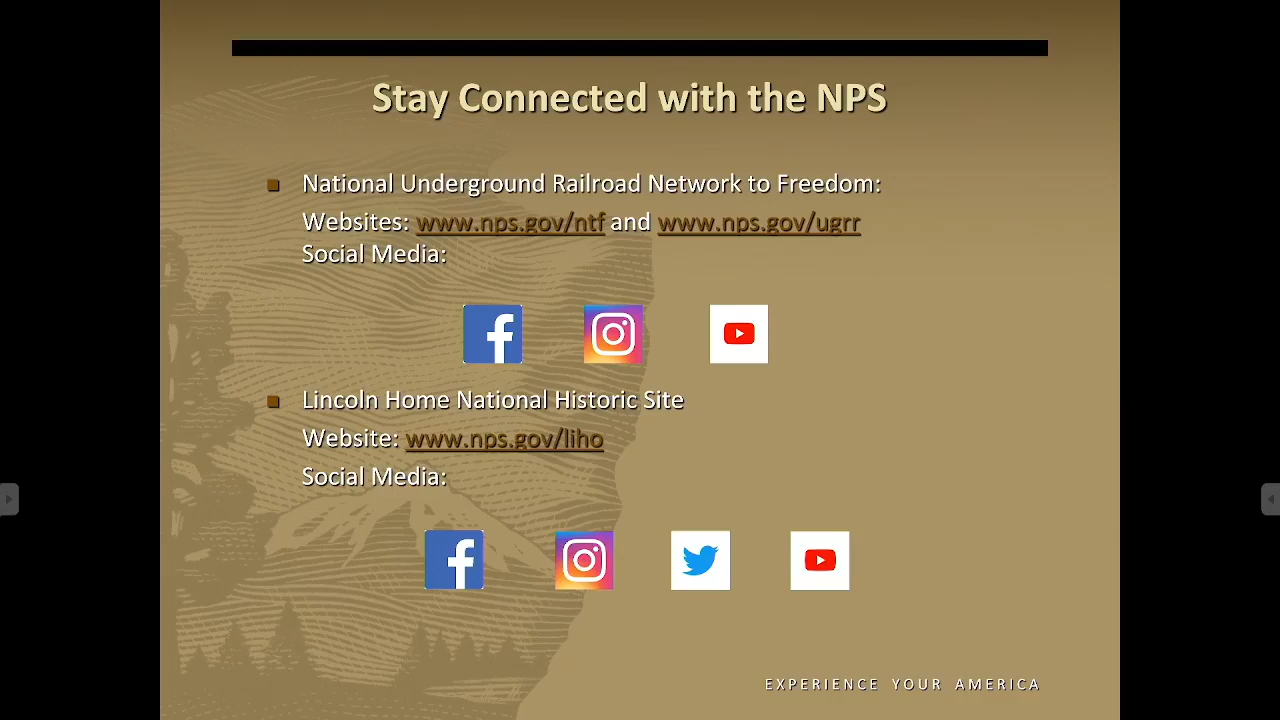 Stay Connected with the NPS
National Underground Railroad Network to Freedom:
Websites: www.nps.gov/ntf and www.nps.gov/ugrr
Social Media:
Lincoln Home National Historic Site
Website: www.nps.gov/liho
Social Media:
EXPERIENCE YOUR AMERICA